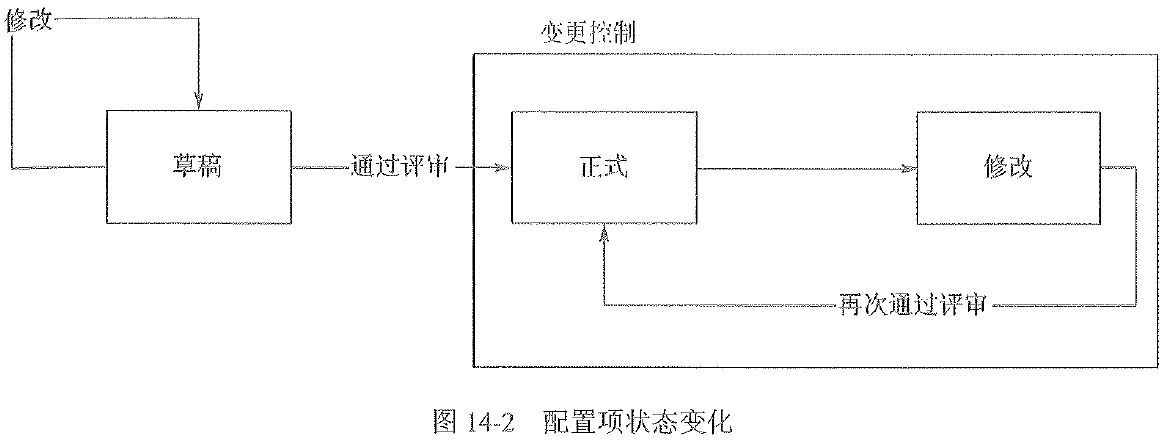 修改
变更控制
草稿
通过评审
正式
修改
再次通过评审
图 14-2 配置项状态变化